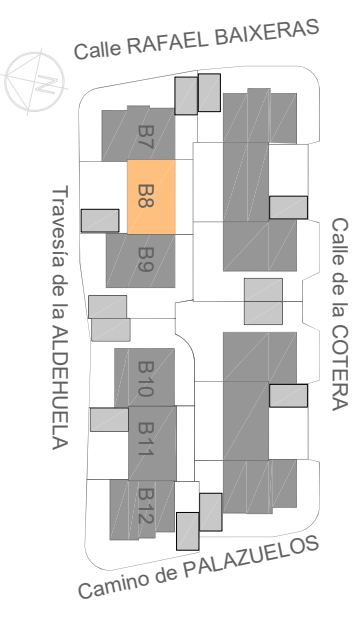 Calle RAFAEL BAIXERAS
N
B7
B8
B9
Travesía de la ALDEHUELA
Calle de la COTERA
B10
B11
B12
Camino de PALAZUELOS